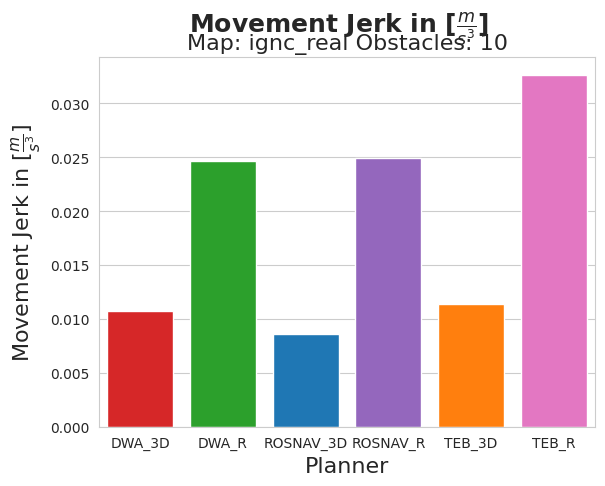 Movement Jerk in [m/s³]
Map: ignc_real Obstacles: 10
Movement Jerk in [m/s³]
0.030
0.025
0.020
0.015
0.010
0.005
0.000
DWA_3D DWA_R ROSNAV_3D ROSNAV_R TEB_3D TEB_R
Planner